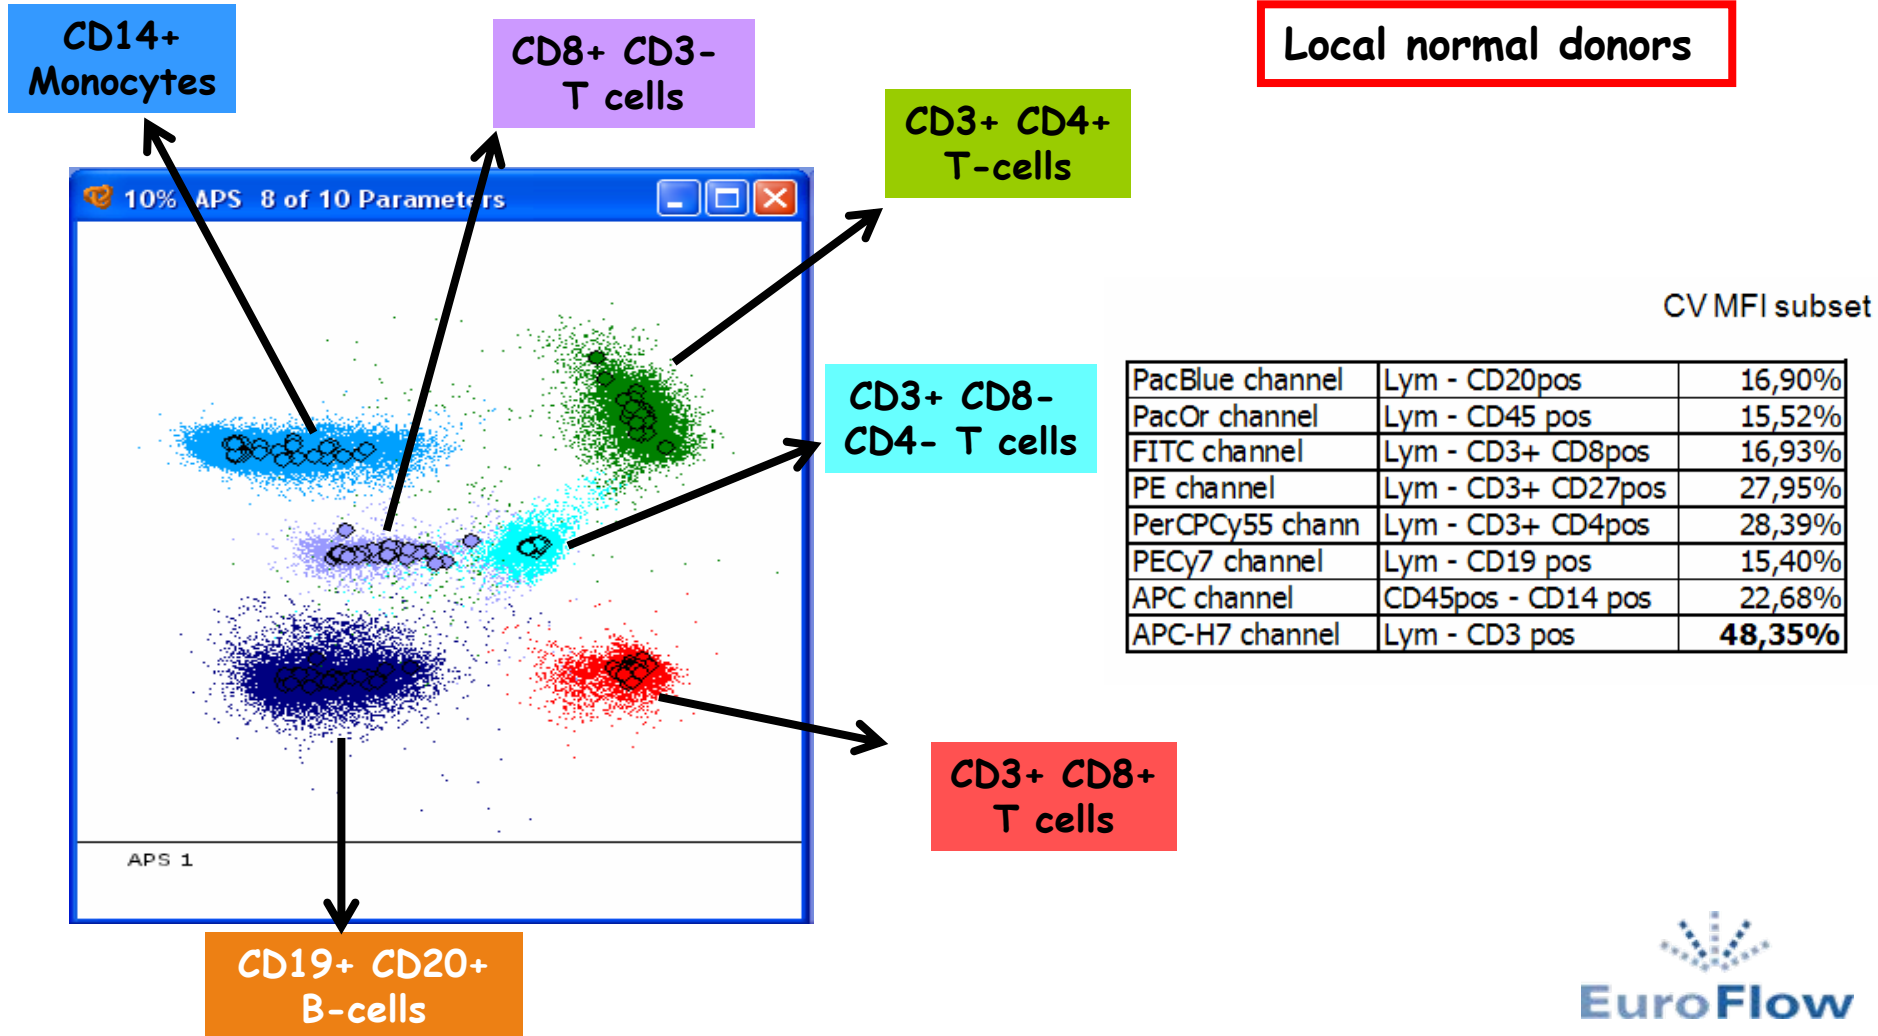 CD14+
Monocytes
CD8+ CD3-
T cells
Local normal donors
CD3+ CD4+
T-cells
10% APS 8 of 10 Parameters
CV MFI subset
PacBlue channel Lym - CD20pos 16,90%
PacOr channel Lym - CD45 pos 15,52%
FITC channel Lym - CD3+ CD8pos 16,93%
PE channel Lym - CD3+ CD27pos 27,95%
PerCPCy55 chann Lym - CD3+ CD4pos 28,39%
PECy7 channel Lym - CD19 pos 15,40%
APC channel CD45pos - CD14 pos 22,68%
APC-H7 channel Lym - CD3 pos 48,35%
CD3+ CD8-
CD4- T cells
CD3+ CD8+
T cells
APS 1
CD19+ CD20+
B-cells
EuroFlow